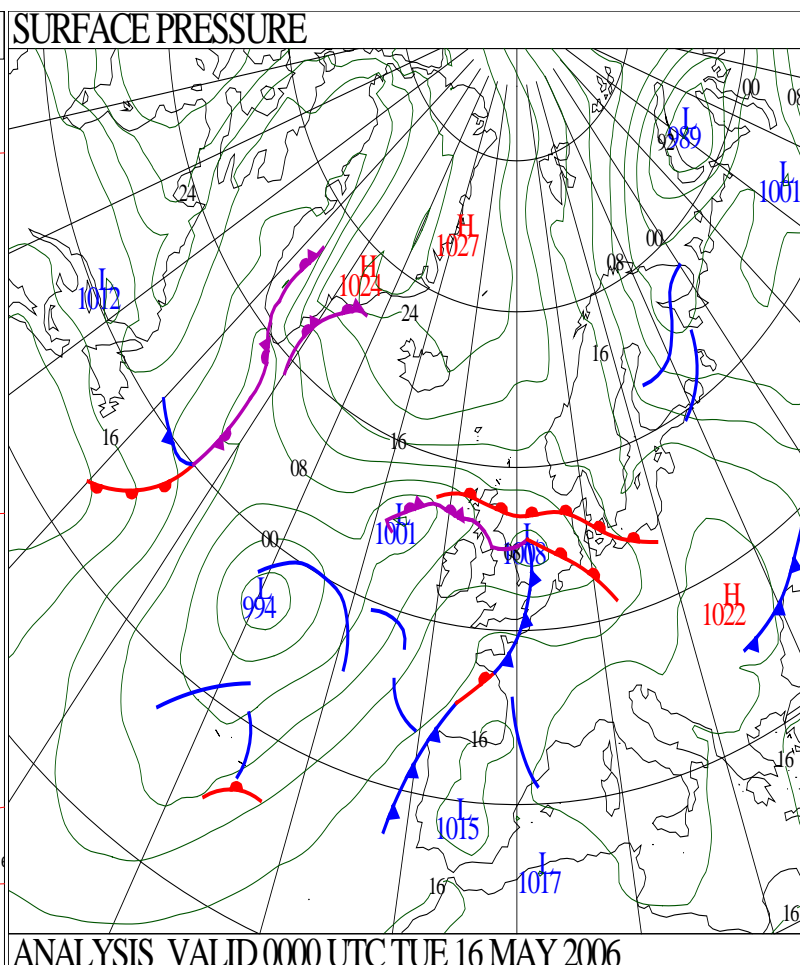 SURFACE PRESSURE
00
08
L
989
92
L
1001
24
H
1027
00
08
H
1024
L
1012
24
16
16
16
08
L
1001
L
1008
00
L
994
H
1022
16
16
L
1015
L
1017
16
16
ANALYSIS VALID 0000 UTC TUE 16 MAY 2006